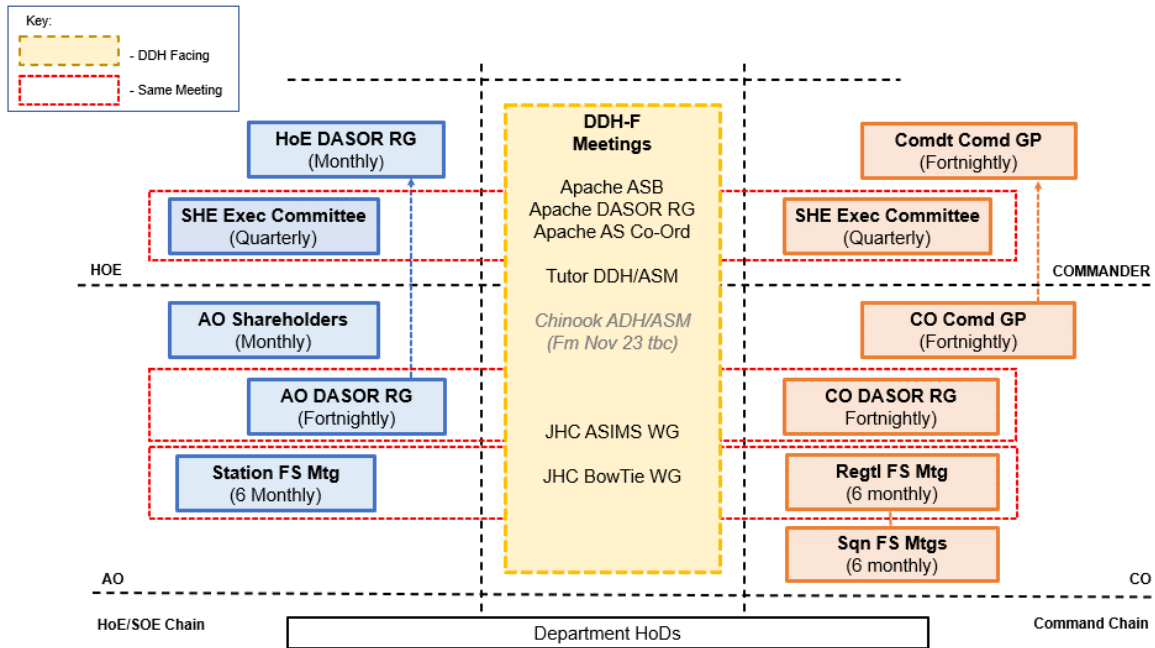 Key:
- DDH Facing
- Same Meeting
HoE DASOR RG
(Monthly)
SHE Exec Committee
(Quarterly)
HOE
AO Shareholders
(Monthly)
AO DASOR RG
(Fortnightly)
Station FS Mtg
(6 Monthly)
AO
HoE/SOE Chain
DDH-F
Meetings
Apache ASB
Apache DASOR RG
Apache AS Co-Ord
Tutor DDH/ASM
Chinook ADH/ASM
(Fm Nov 23 tbc)
JHC ASIMS WG
JHC BowTie WG
Comdt Comd GP
(Fortnightly)
SHE Exec Committee
(Quarterly)
COMMANDER
CO Comd GP
(Fortnightly)
CO DASOR RG
Fortnightly)
Regtl FS Mtg
(6 monthly)
Sqn FS Mtgs
(6 monthly)
CO
Command Chain
Department HoDs